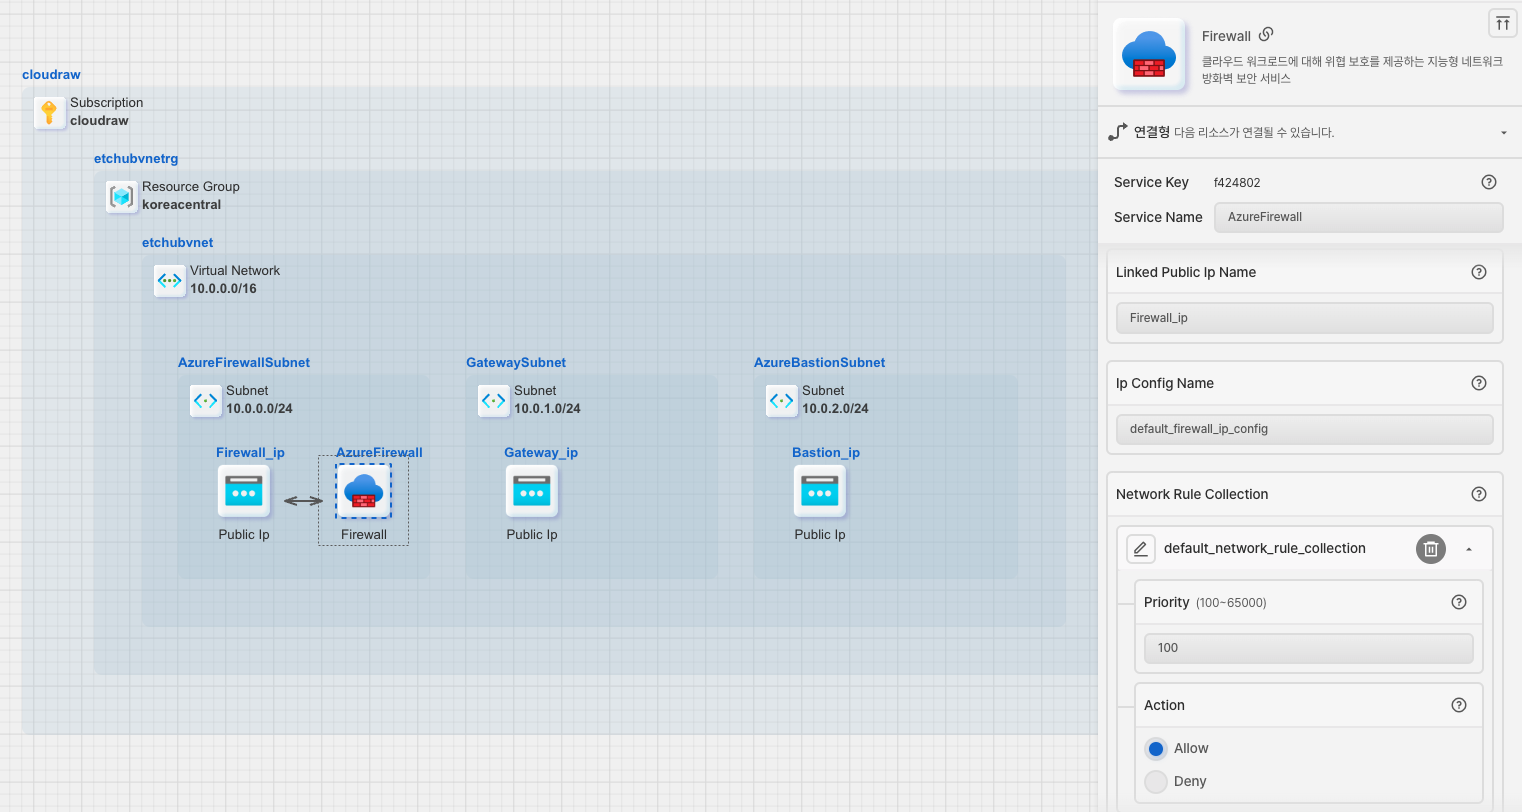 cloudraw
Subscription
cloudraw
etchubvnetrg
Resource Group
koreacentral
etchubvnet
Virtual Network
10.0.0.0/16
AzureFirewallSubnet
Subnet
10.0.0.0/24
Firewall_ip
Public Ip
AzureFirewall
Firewall
GatewaySubnet
Subnet
10.0.1.0/24
Gateway_ip
Public Ip
AzureBastionSubnet
Subnet
10.0.2.0/24
Bastion_ip
Public Ip
Firewall
클라우드 워크로드에 대해 위협 보호를 제공하는 지능형 네트워크
방화벽 보안 서비스
연결형 다음 리소스가 연결될 수 있습니다.
Service Key f424802
Service Name AzureFirewall
Linked Public Ip Name
Firewall_ip
Ip Config Name
default_firewall_ip_config
Network Rule Collection
default_network_rule_collection
Priority (100~65000)
100
Action
Allow
Deny